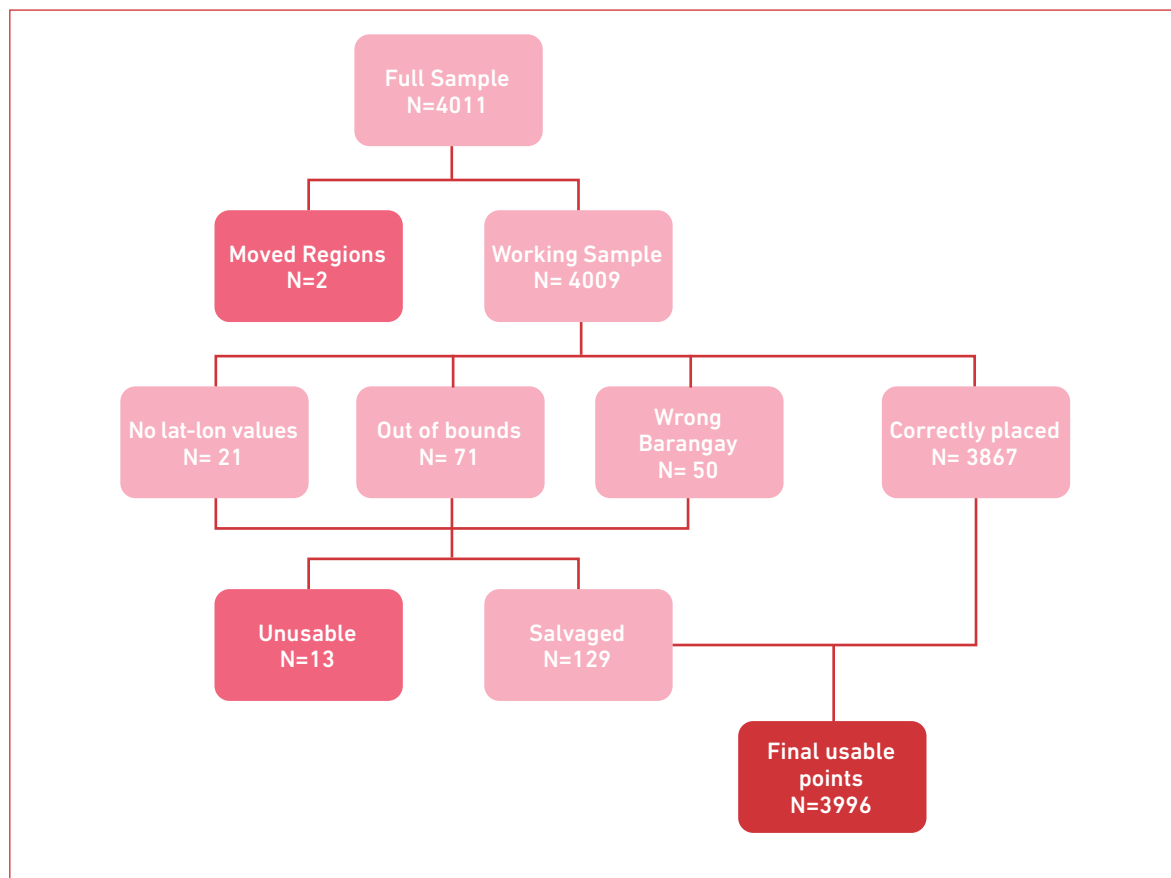 Full Sample
N=4011
Moved Regions
N=2
Working Sample
N= 4009
No lat-lon values
N= 21
Out of bounds
N= 71
Wrong
Barangay
N= 50
Correctly placed
N= 3867
Unusable
N=13
Salvaged
N=129
Final usable
points
N=3996